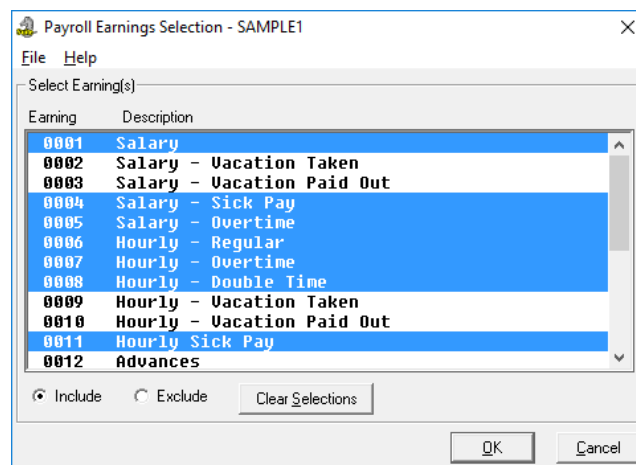 Payroll Earnings Selection - SAMPLE1
File Help
Select Earning(s)
Earning Description
0001 Salary
0002 Salary - Vacation Taken
0003 Salary - Vacation Paid Out
0004 Salary - Sick Pay
0005 Salary - Overtime
0006 Hourly - Regular
0007 Hourly - Overtime
0008 Hourly - Double Time
0009 Hourly - Vacation Taken
0010 Hourly - Vacation Paid Out
0011 Hourly Sick Pay
0012 Advances
Include Exclude Clear Selections
OK Cancel